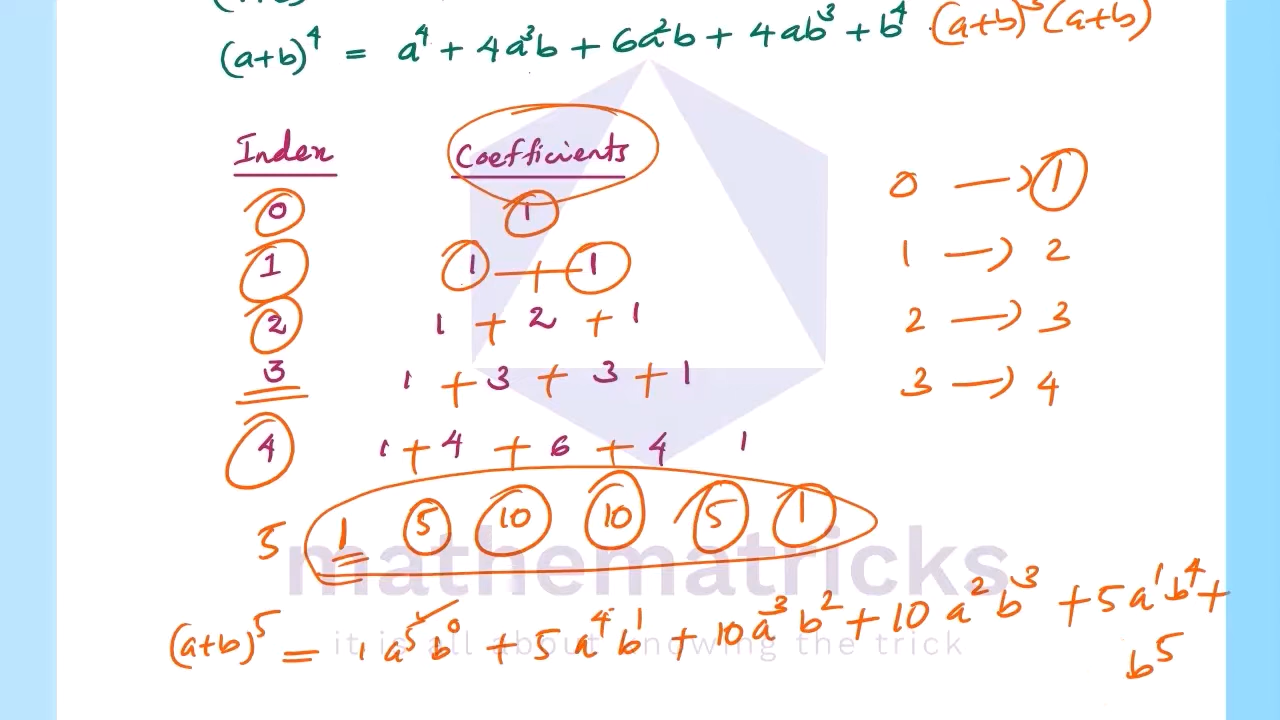 (a+b)⁴ = a⁴ + 4a³b + 6a²b + 4ab³ + b⁴ (a+b)³(a+b)
Index Coefficients
0 1 0 → 1
1 1 + 1 1 → 2
2 1 + 2 + 1 2 → 3
3 1 + 3 + 3 + 1 3 → 4
4 1 + 4 + 6 + 4 1
5 1 5 10 10 5 1
mathematricks
(a+b)⁵ = 1 a⁵b⁰ + 5a⁴b¹ + 10a³b² + 10a²b³ + 5a¹b⁴ +
b⁵
it is all about knowing the trick